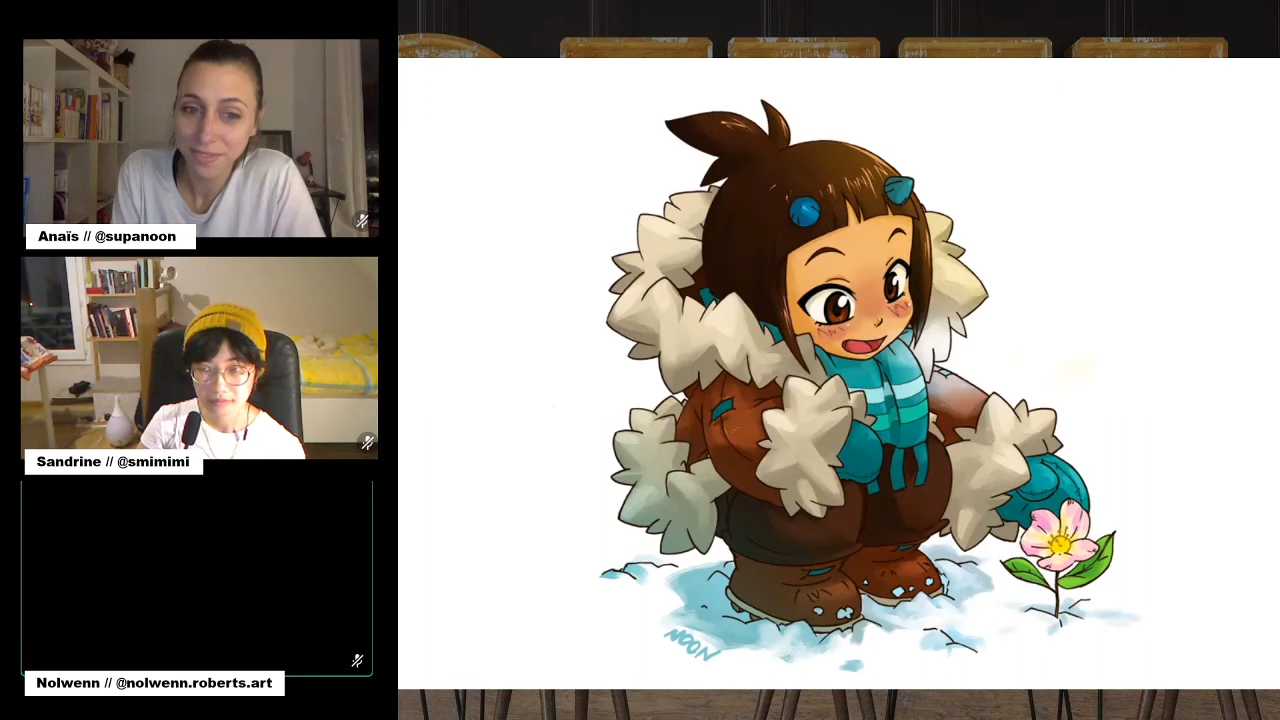 Anaïs // @supanoon
Sandrine // @smimimi
Nolwenn // @nolwenn.roberts.art
NOON